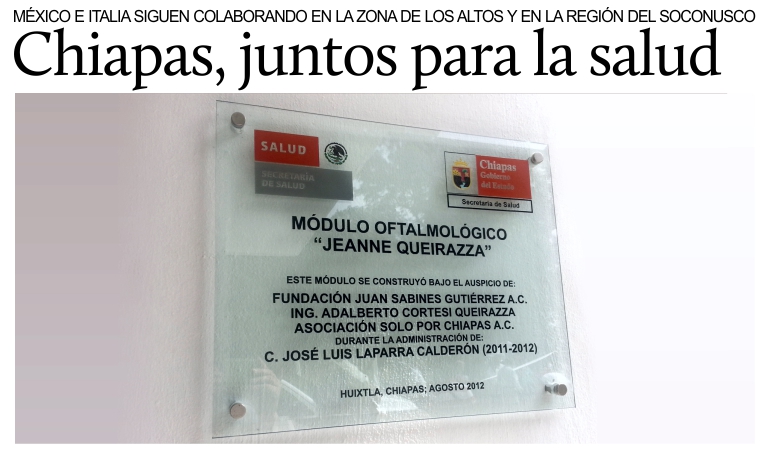 MÉXICO E ITALIA SIGUEN COLABORANDO EN LA ZONA DE LOS ALTOS Y EN LA REGIÓN DEL SOCONUSCO
Chiapas, juntos para la salud
SALUD
SECRETARÍA
DE SALUD
Chiapas
Gobierno
del Estado
Secretaría de Salud
MÓDULO OFTALMOLÓGICO
“JEANNE QUEIRAZZA”
ESTE MÓDULO SE CONSTRUYÓ BAJO EL AUSPICIO DE:
FUNDACIÓN JUAN SABINES GUTIÉRREZ A.C.
ING. ADALBERTO CORTESI QUEIRAZZA
ASOCIACIÓN SOLO POR CHIAPAS A.C.
DURANTE LA ADMINISTRACIÓN DE:
C. JOSÉ LUIS LAPARRA CALDERÓN (2011-2012)
HUIXTLA, CHIAPAS; AGOSTO 2012